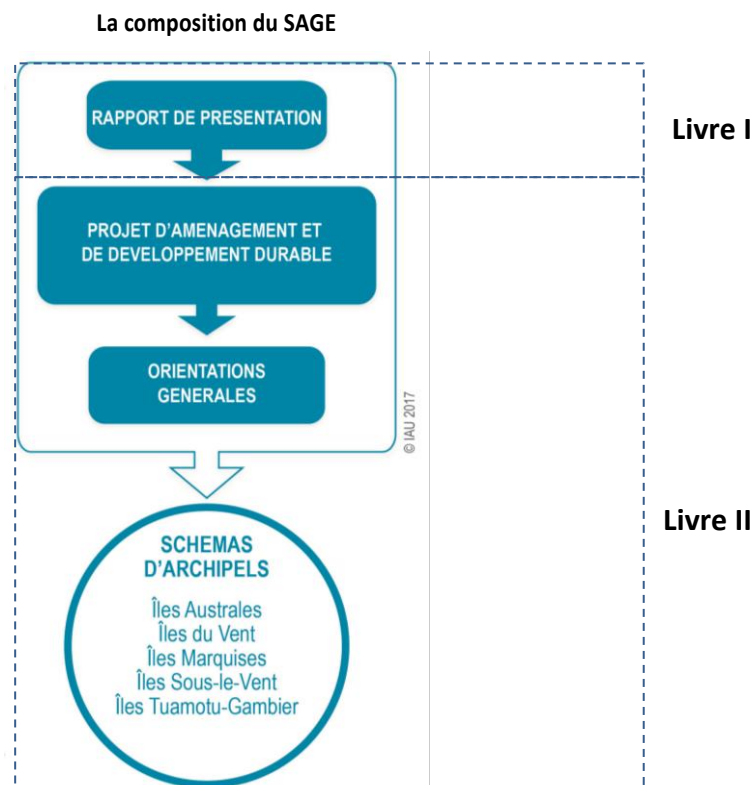 La composition du SAGE
RAPPORT DE PRESENTATION
Livre I
PROJET D'AMENAGEMENT ET
DE DEVELOPPEMENT DURABLE
ORIENTATIONS
GENERALES
© IAU 2017
Livre II
SCHEMAS
D'ARCHIPELS
Îles Australes
Îles du Vent
Îles Marquises
Îles Sous-le-Vent
Îles Tuamotu-Gambier